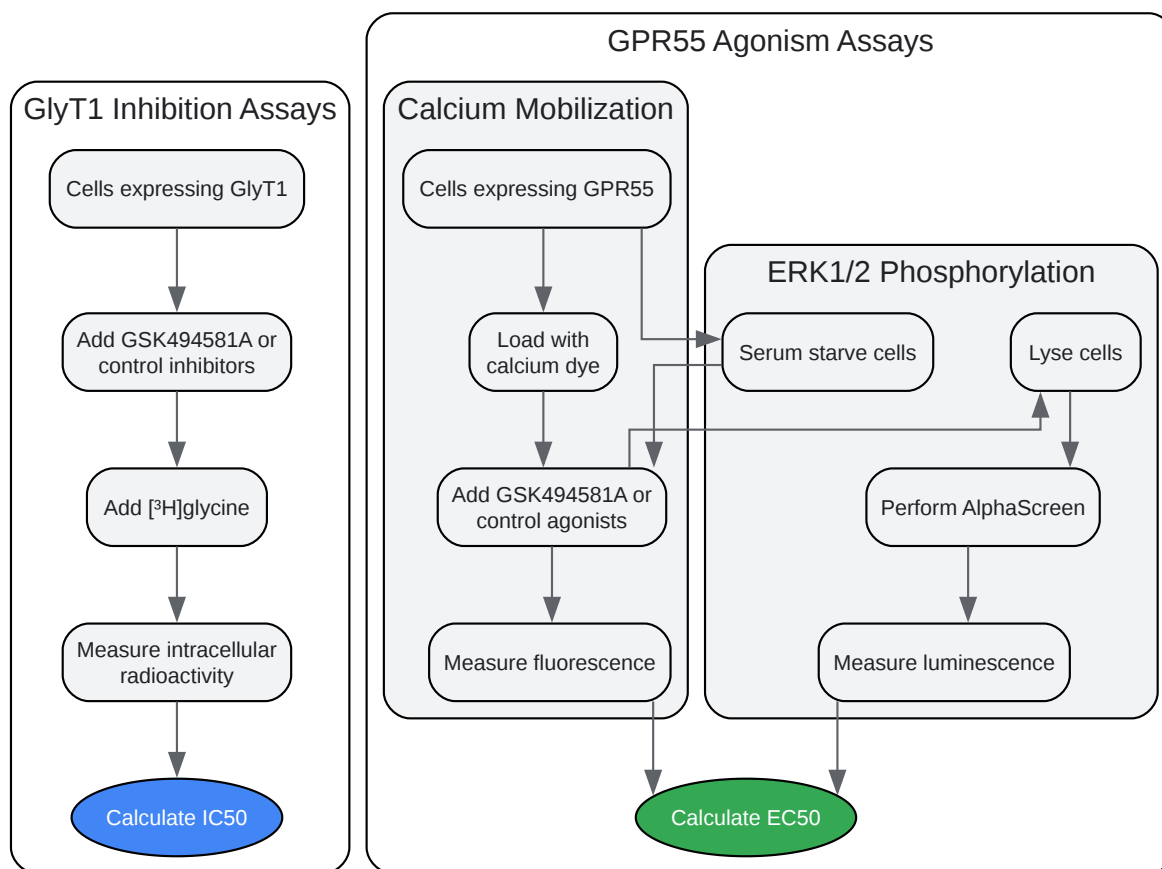 GPR55 Agonism Assays
GlyT1 Inhibition Assays
Cells expressing GlyT1
Add GSK494581A or
control inhibitors
Add [³H]glycine
Measure intracellular
radioactivity
Calculate IC50
Calcium Mobilization
Cells expressing GPR55
Load with
calcium dye
Add GSK494581A or
control agonists
Measure fluorescence
ERK1/2 Phosphorylation
Serum starve cells
Lyse cells
Perform AlphaScreen
Measure luminescence
Calculate EC50